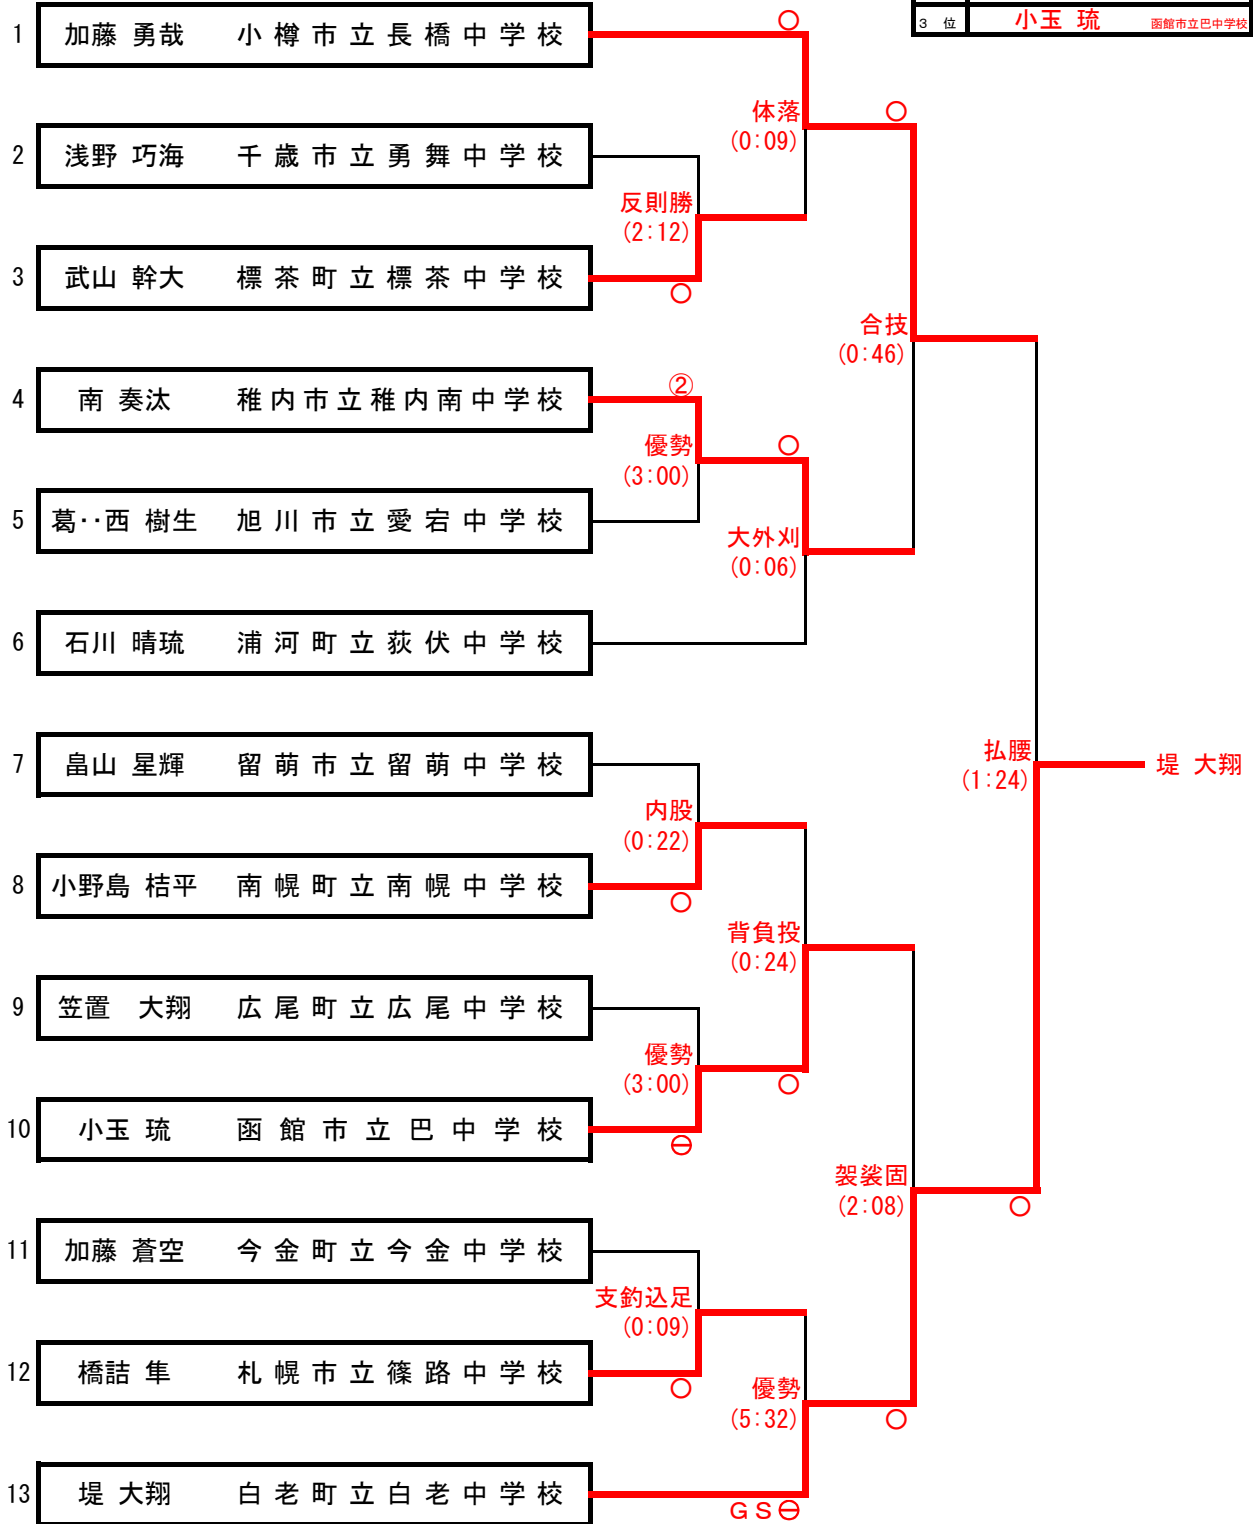 3 位 小玉 琉 函館市立巴中学校
1 加藤 勇哉 小樽市立長橋中学校
体落
(0:09)
2 浅野 巧海 千歳市立勇舞中学校
反則勝
(2:12)
3 武山 幹大 標茶町立標茶中学校
合技
(0:46)
4 南 奏汰 稚内市立稚内南中学校
②
優勢
(3:00)
5 葛‥西 樹生 旭川市立愛宕中学校
大外刈
(0:06)
6 石川 晴琉 浦河町立荻伏中学校
7 畠山 星輝 留萌市立留萌中学校
払腰
(1:24)
堤 大翔
内股
(0:22)
8 小野島 桔平 南幌町立南幌中学校
背負投
(0:24)
9 笠置 大翔 広尾町立広尾中学校
優勢
(3:00)
10 小玉 琉 函館市立巴中学校
袈裟固
(2:08)
11 加藤 蒼空 今金町立今金中学校
支釣込足
(0:09)
12 橋詰 隼 札幌市立篠路中学校
優勢
(5:32)
13 堤 大翔 白老町立白老中学校
GS